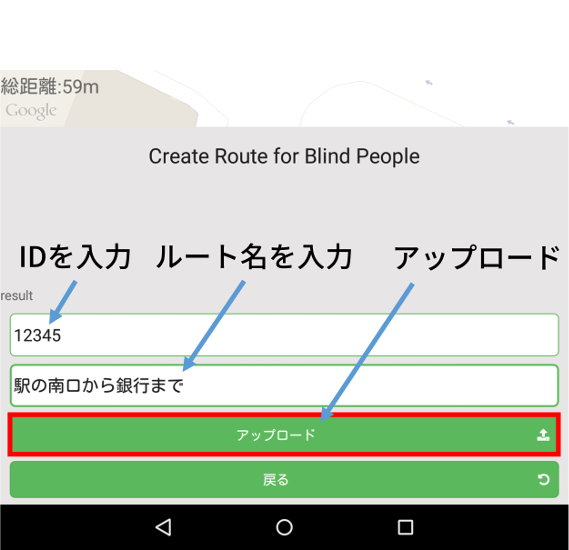 総距離:59m
Google
Create Route for Blind People
IDを入力 ルート名を入力 アップロード
result
12345
駅の南口から銀行まで
アップロード
戻る